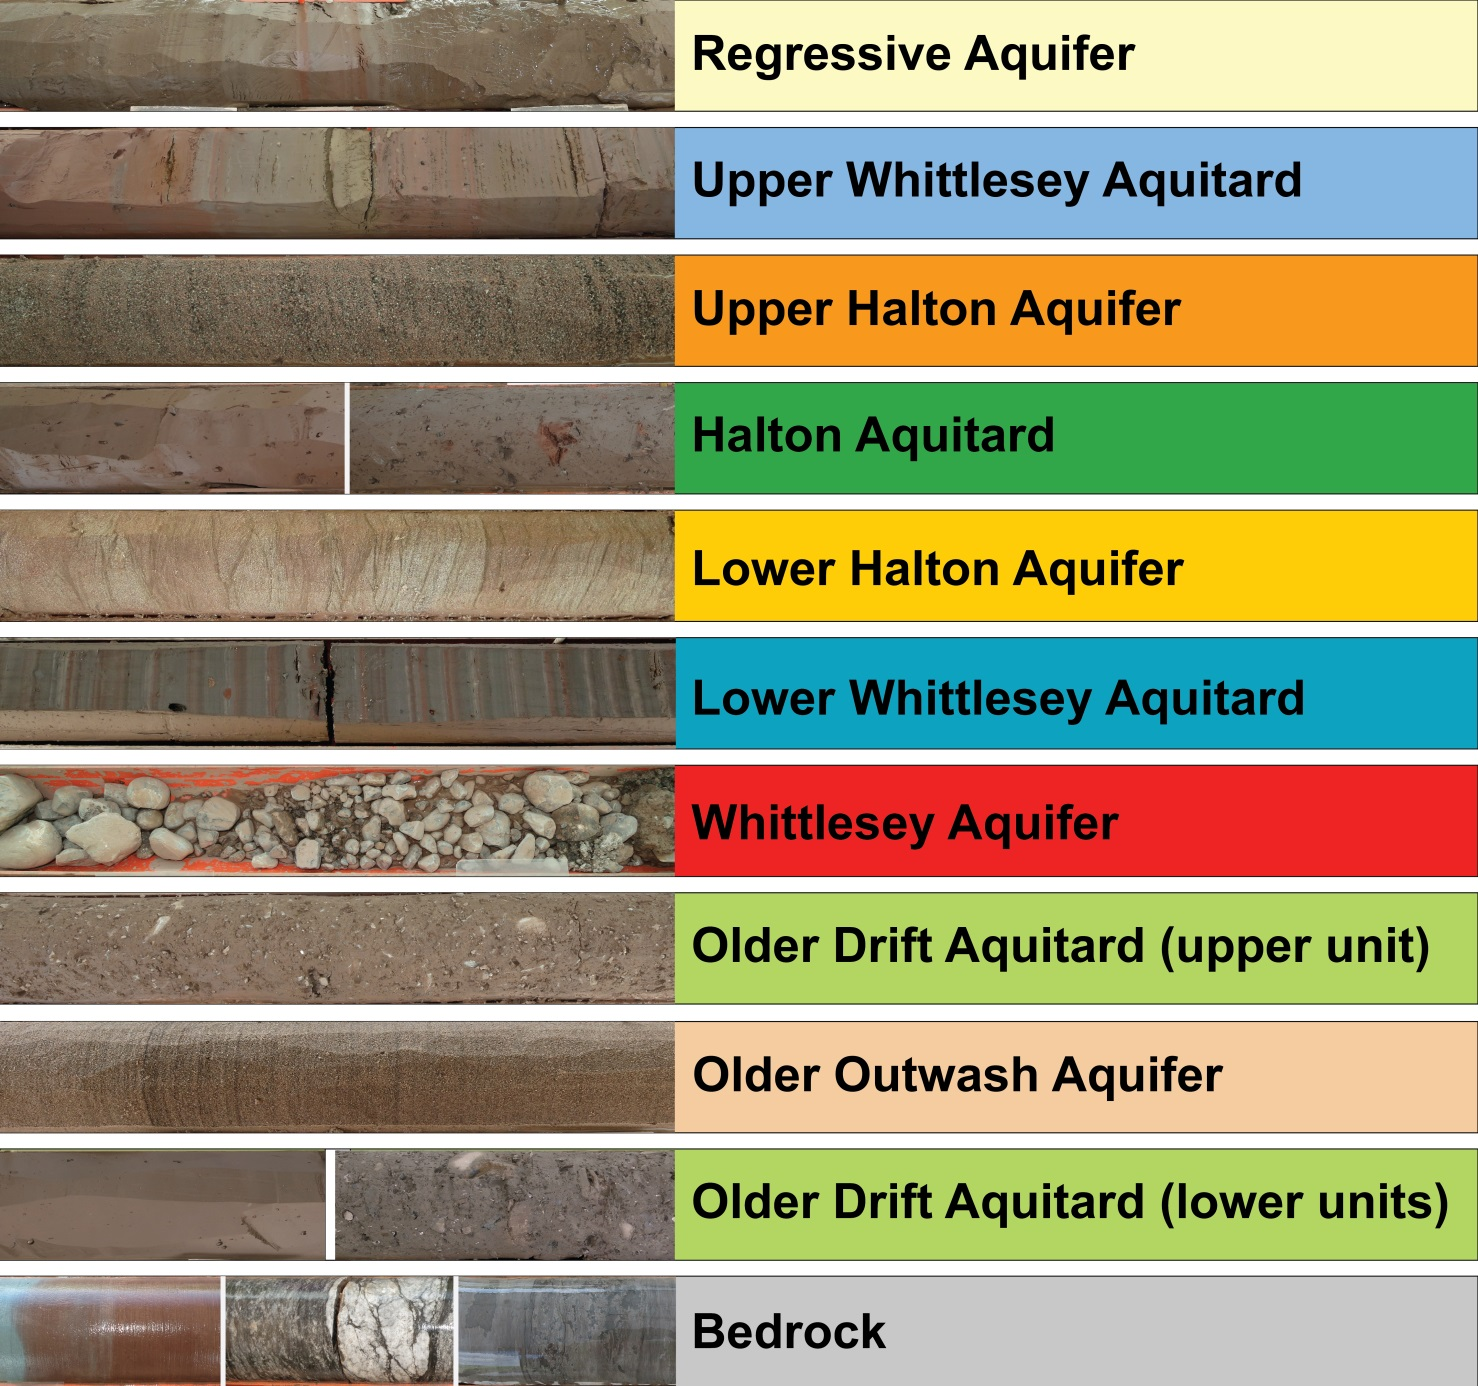 Regressive Aquifer
Upper Whittlesey Aquitard
Upper Halton Aquifer
Halton Aquitard
Lower Halton Aquifer
Lower Whittlesey Aquitard
Whittlesey Aquifer
Older Drift Aquitard (upper unit)
Older Outwash Aquifer
Older Drift Aquitard (lower units)
Bedrock